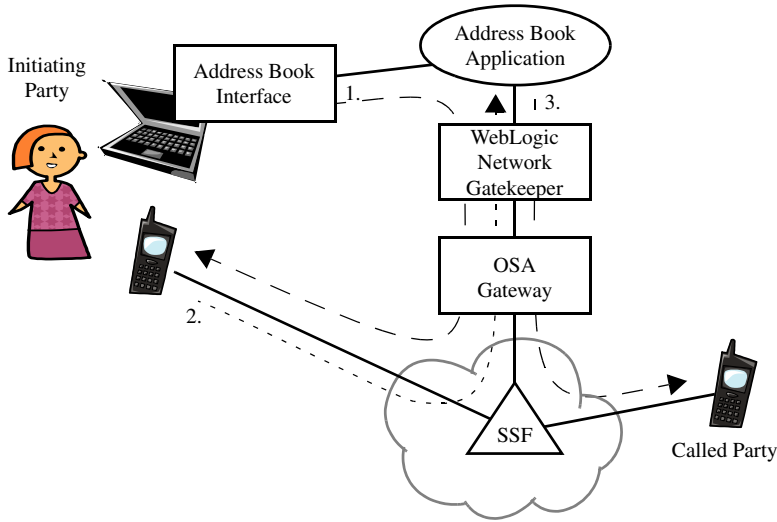 Initiating
Party
Address Book
Interface
Address Book
Application
1.
3.
WebLogic
Network
Gatekeeper
OSA
Gateway
2.
SSF
Called Party